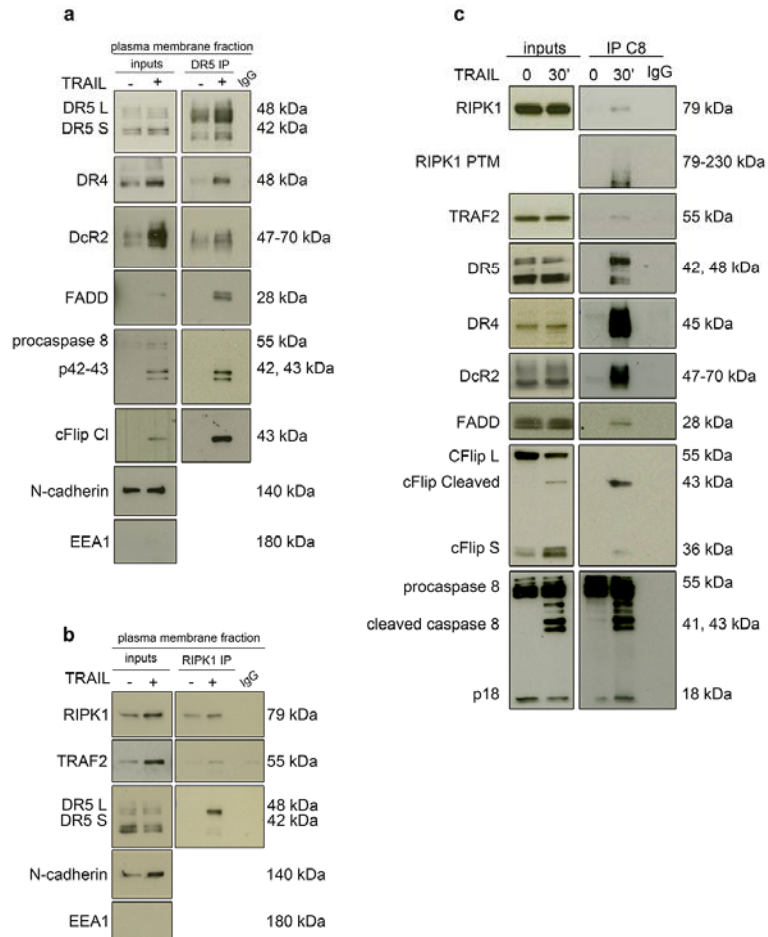 a
plasma membrane fraction
inputs DR5 IP IgG
TRAIL - + - +
DR5 L 48 kDa
DR5 S 42 kDa
DR4 48 kDa
DcR2 47-70 kDa
FADD 28 kDa
procaspase 8 55 kDa
p42-43 42, 43 kDa
cFlip Cl 43 kDa
N-cadherin 140 kDa
EEA1 180 kDa
b
plasma membrane fraction
inputs RIPK1 IP IgG
TRAIL - + - +
RIPK1 79 kDa
TRAF2 55 kDa
DR5 L 48 kDa
DR5 S 42 kDa
N-cadherin 140 kDa
EEA1 180 kDa
c
inputs IP C8
TRAIL 0 30' 0 30' IgG
RIPK1 79 kDa
RIPK1 PTM 79-230 kDa
TRAF2 55 kDa
DR5 42, 48 kDa
DR4 45 kDa
DcR2 47-70 kDa
FADD 28 kDa
CFlip L 55 kDa
cFlip Cleaved 43 kDa
cFlip S 36 kDa
procaspase 8 55 kDa
cleaved caspase 8 41, 43 kDa
p18 18 kDa